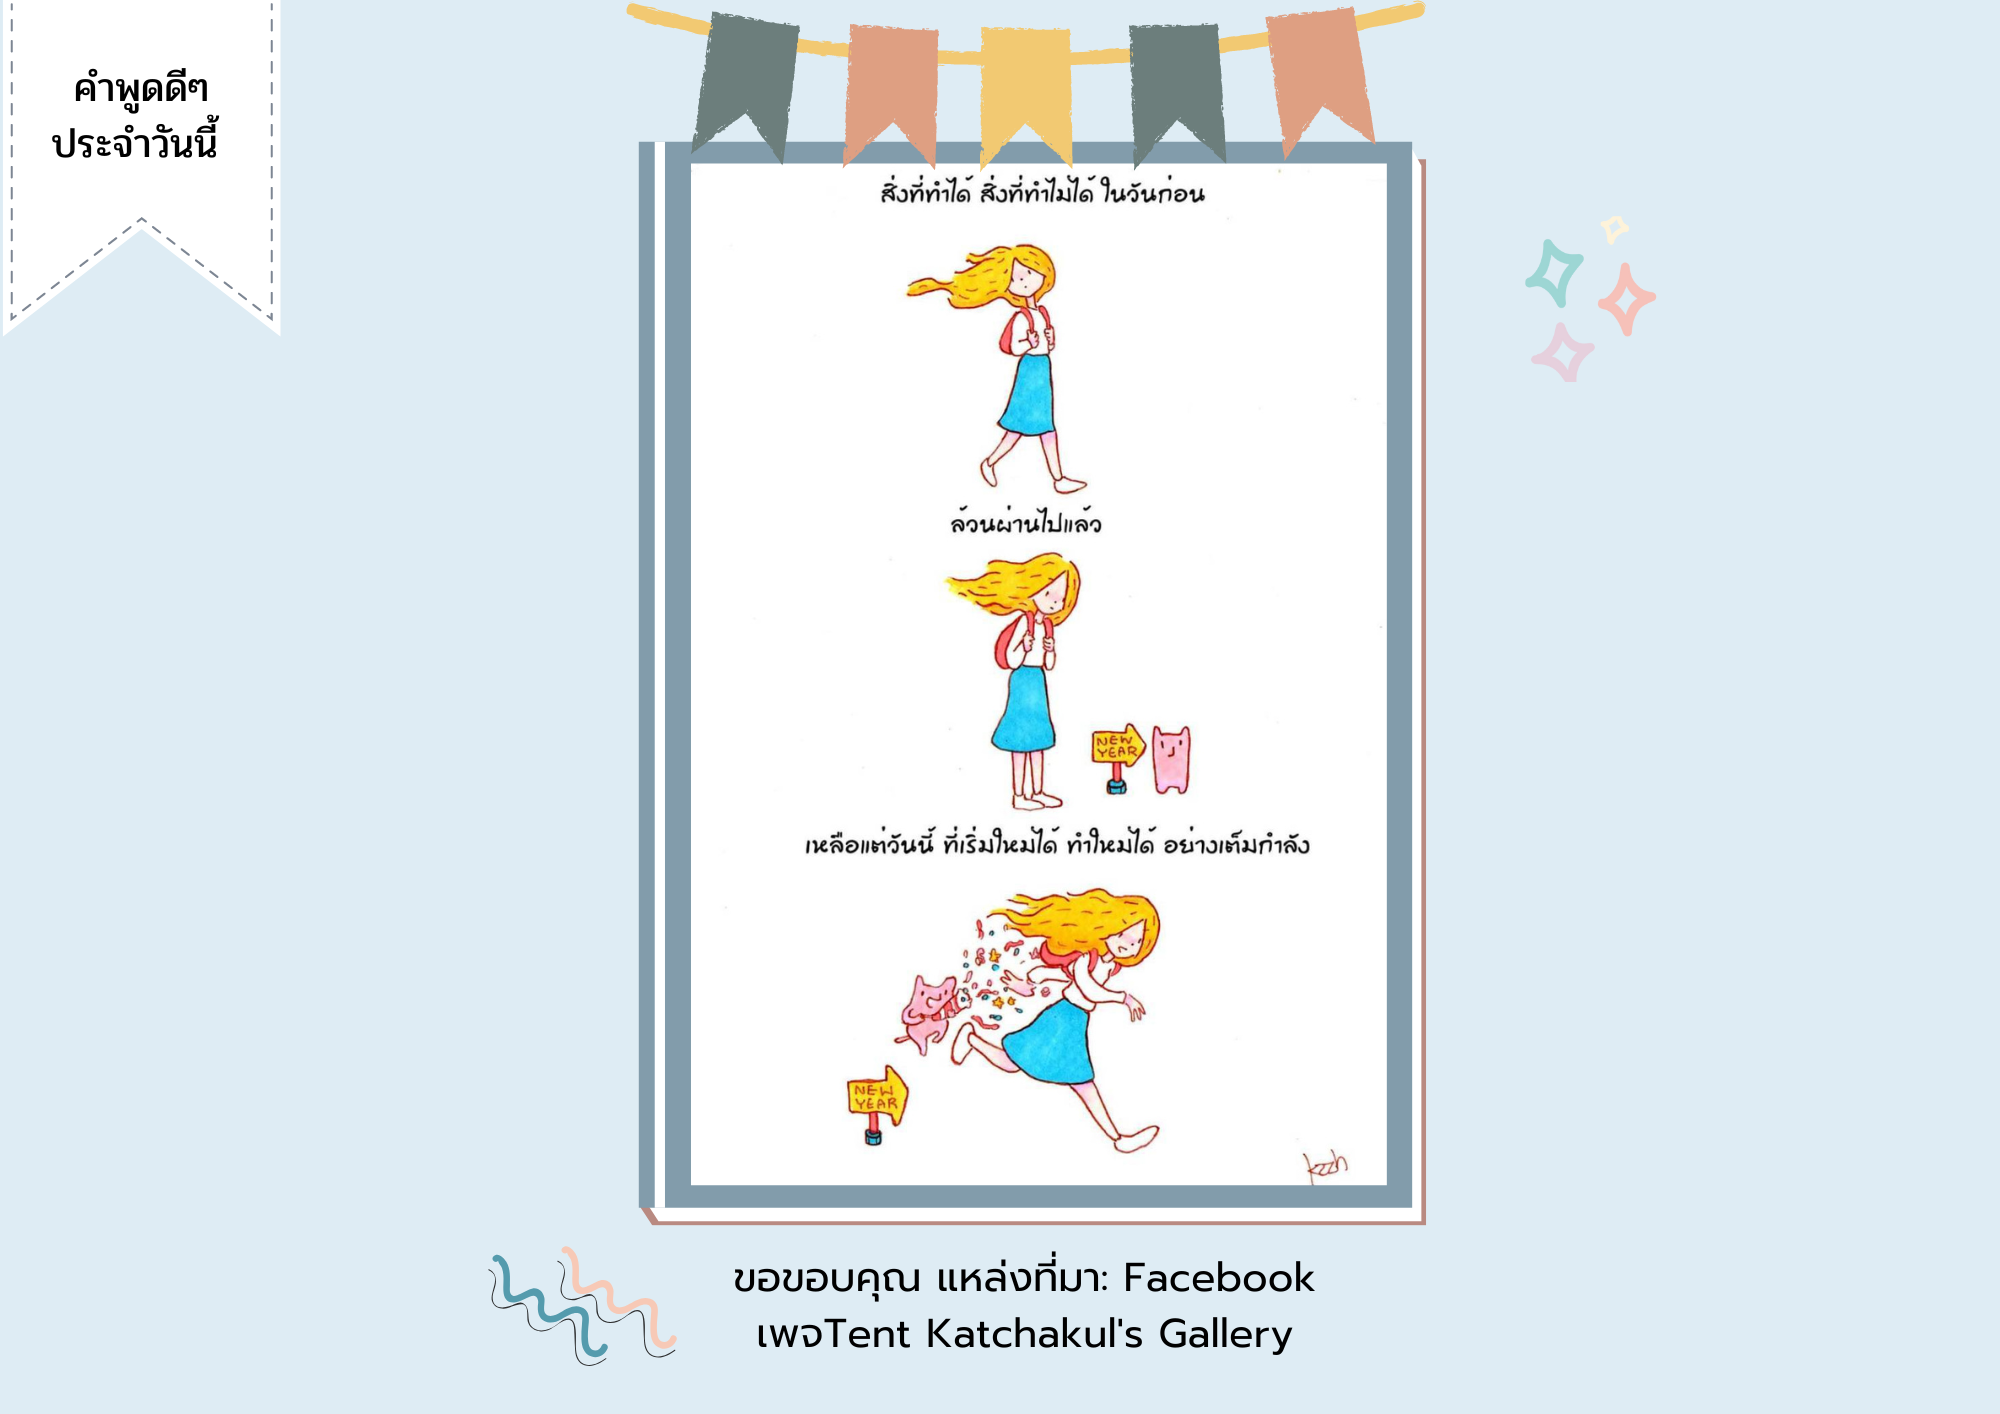 คำพูดดีๆ
ประจำวันนี้
สิ่งที่ทำได้ สิ่งที่ทำไม่ได้ ในวันก่อน
ล้วนผ่านไปแล้ว
NEW
YEAR
เหลือแต่วันนี้ ที่เริ่มใหม่ได้ ทำใหม่ได้ อย่างเต็มกำลัง
NEW
YEAR
kzzh
ขอขอบคุณ แหล่งที่มา: Facebook
เพจTent Katchakul's Gallery